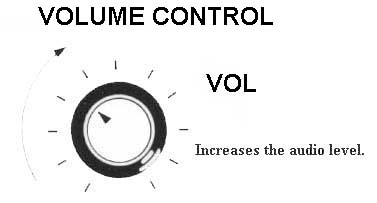 VOLUME CONTROL
VOL
Increases the audio level.